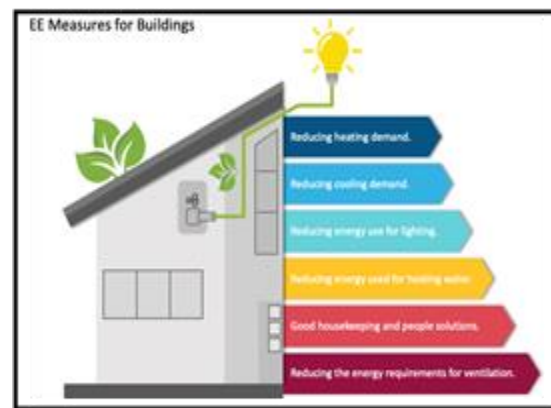 EE Measures for Buildings
Reducing heating demand.
Reducing cooling demand.
Reducing energy use for lighting.
Reducing energy used for heating water.
Good housekeeping and people solutions.
Reducing the energy requirements for ventilation.